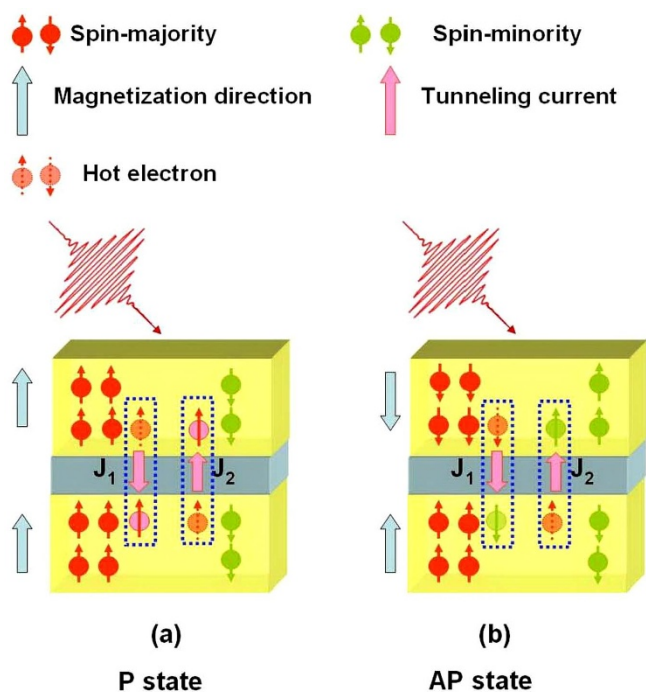 Spin-majority
Spin-minority
Magnetization direction
Tunneling current
Hot electron
J₁ J₂
J₁ J₂
(a)
(b)
P state
AP state